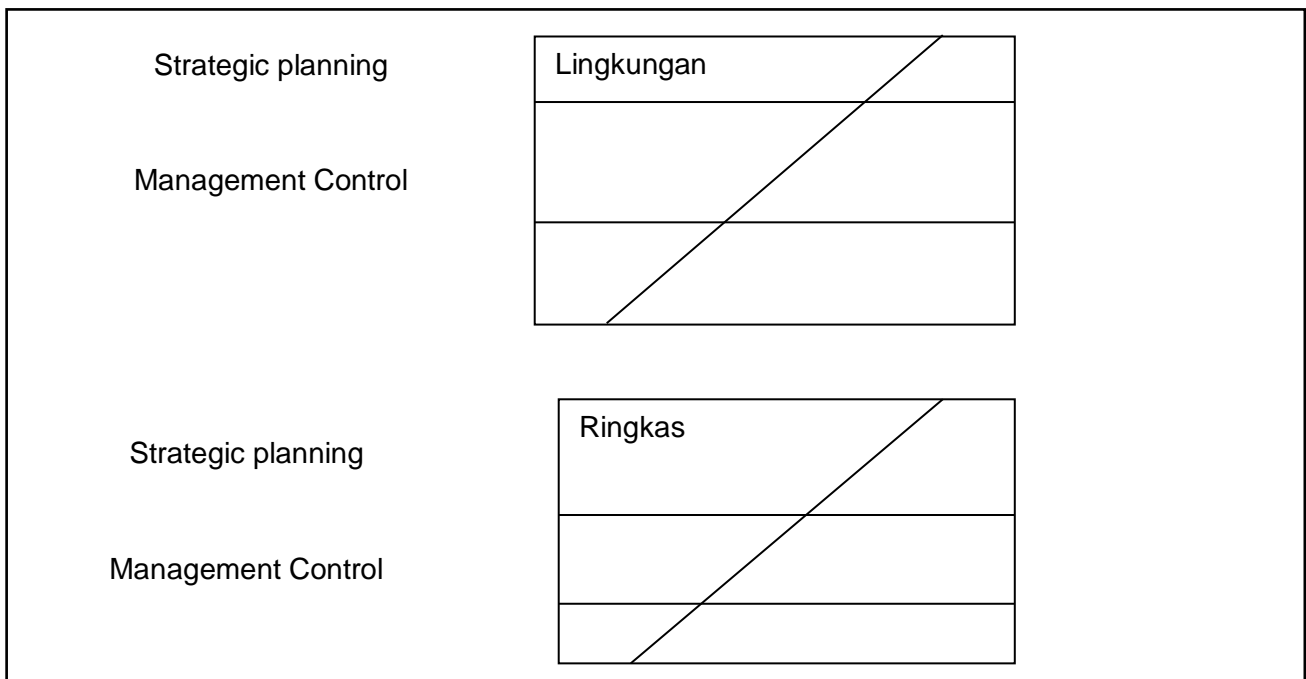 Strategic planning
Lingkungan
Management Control
Ringkas
Strategic planning
Management Control